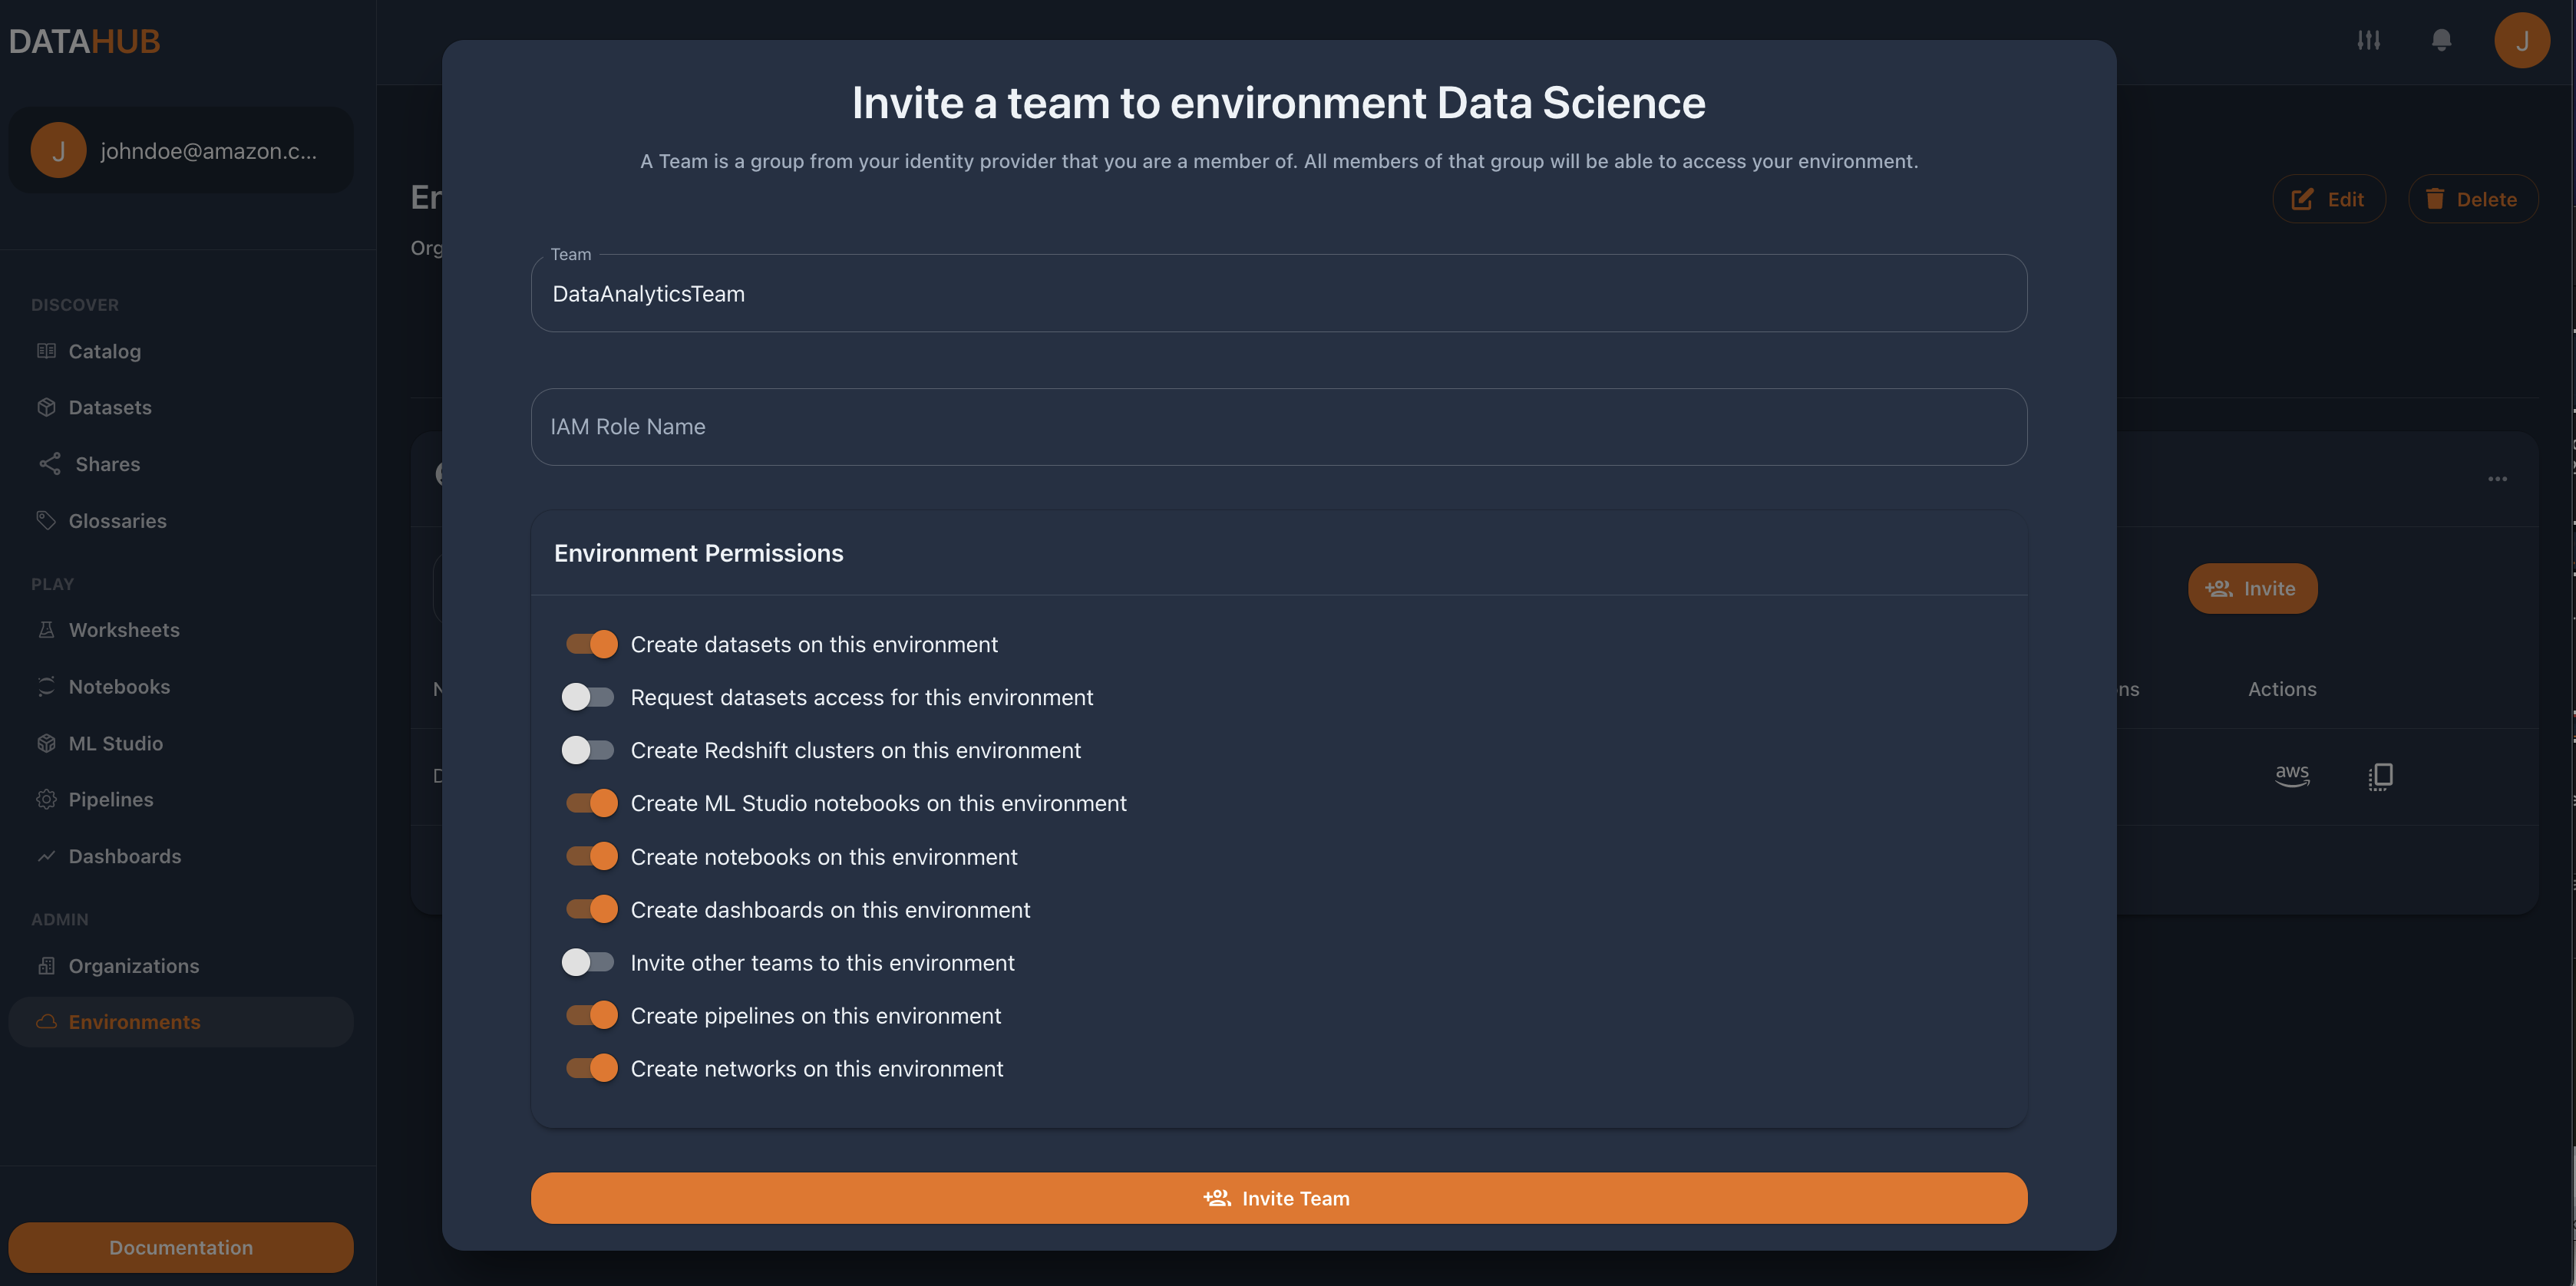 DATAHUB
J
J
johndoe@amazon.c...
DISCOVER
Catalog
Datasets
Shares
Glossaries
PLAY
Worksheets
Notebooks
ML Studio
Pipelines
Dashboards
ADMIN
Organizations
Environments
Documentation
En
Org
Edit
Delete
Invite
Actions
aws
Invite a team to environment Data Science
A Team is a group from your identity provider that you are a member of. All members of that group will be able to access your environment.
Team
DataAnalyticsTeam
IAM Role Name
Environment Permissions
Create datasets on this environment
Request datasets access for this environment
Create Redshift clusters on this environment
Create ML Studio notebooks on this environment
Create notebooks on this environment
Create dashboards on this environment
Invite other teams to this environment
Create pipelines on this environment
Create networks on this environment
Invite Team